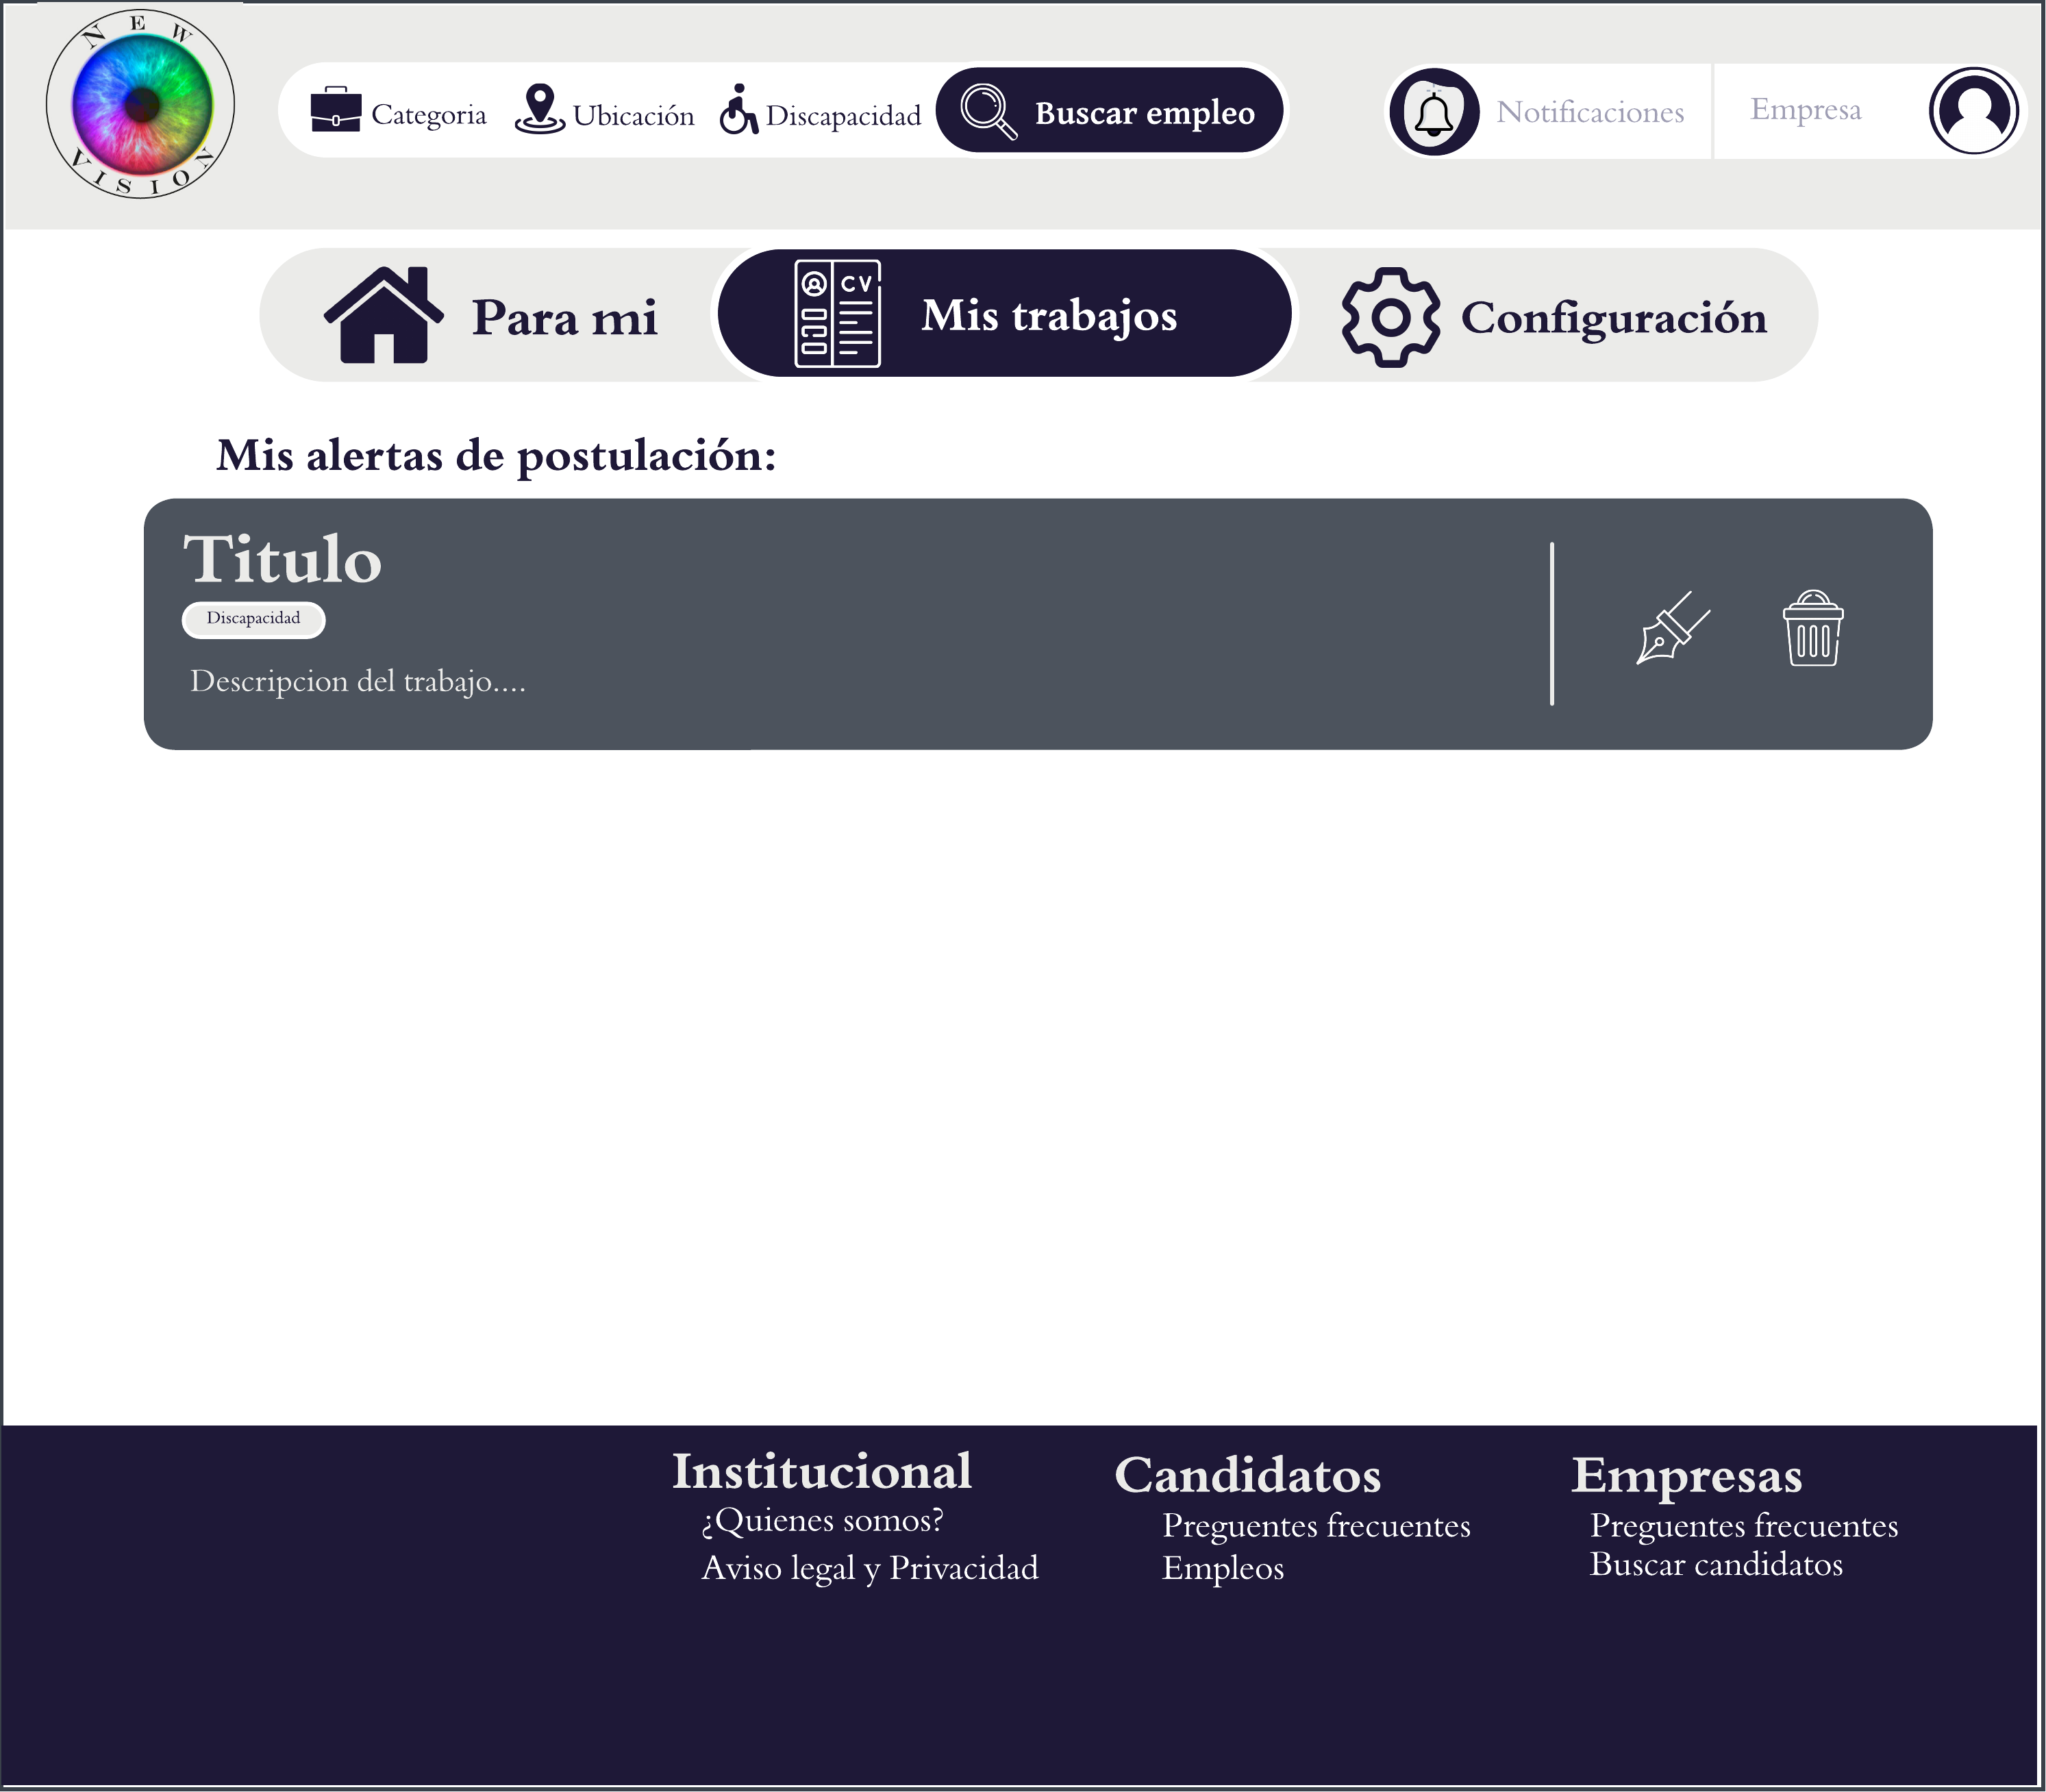 NEW
VISION
Categoria
Ubicación
Discapacidad
Buscar empleo
Notificaciones
Empresa
Para mi
CV
Mis trabajos
Configuración
Mis alertas de postulación:
Titulo
Discapacidad
Descripcion del trabajo....
Institucional
¿Quienes somos?
Aviso legal y Privacidad
Candidatos
Preguentes frecuentes
Empleos
Empresas
Preguentes frecuentes
Buscar candidatos